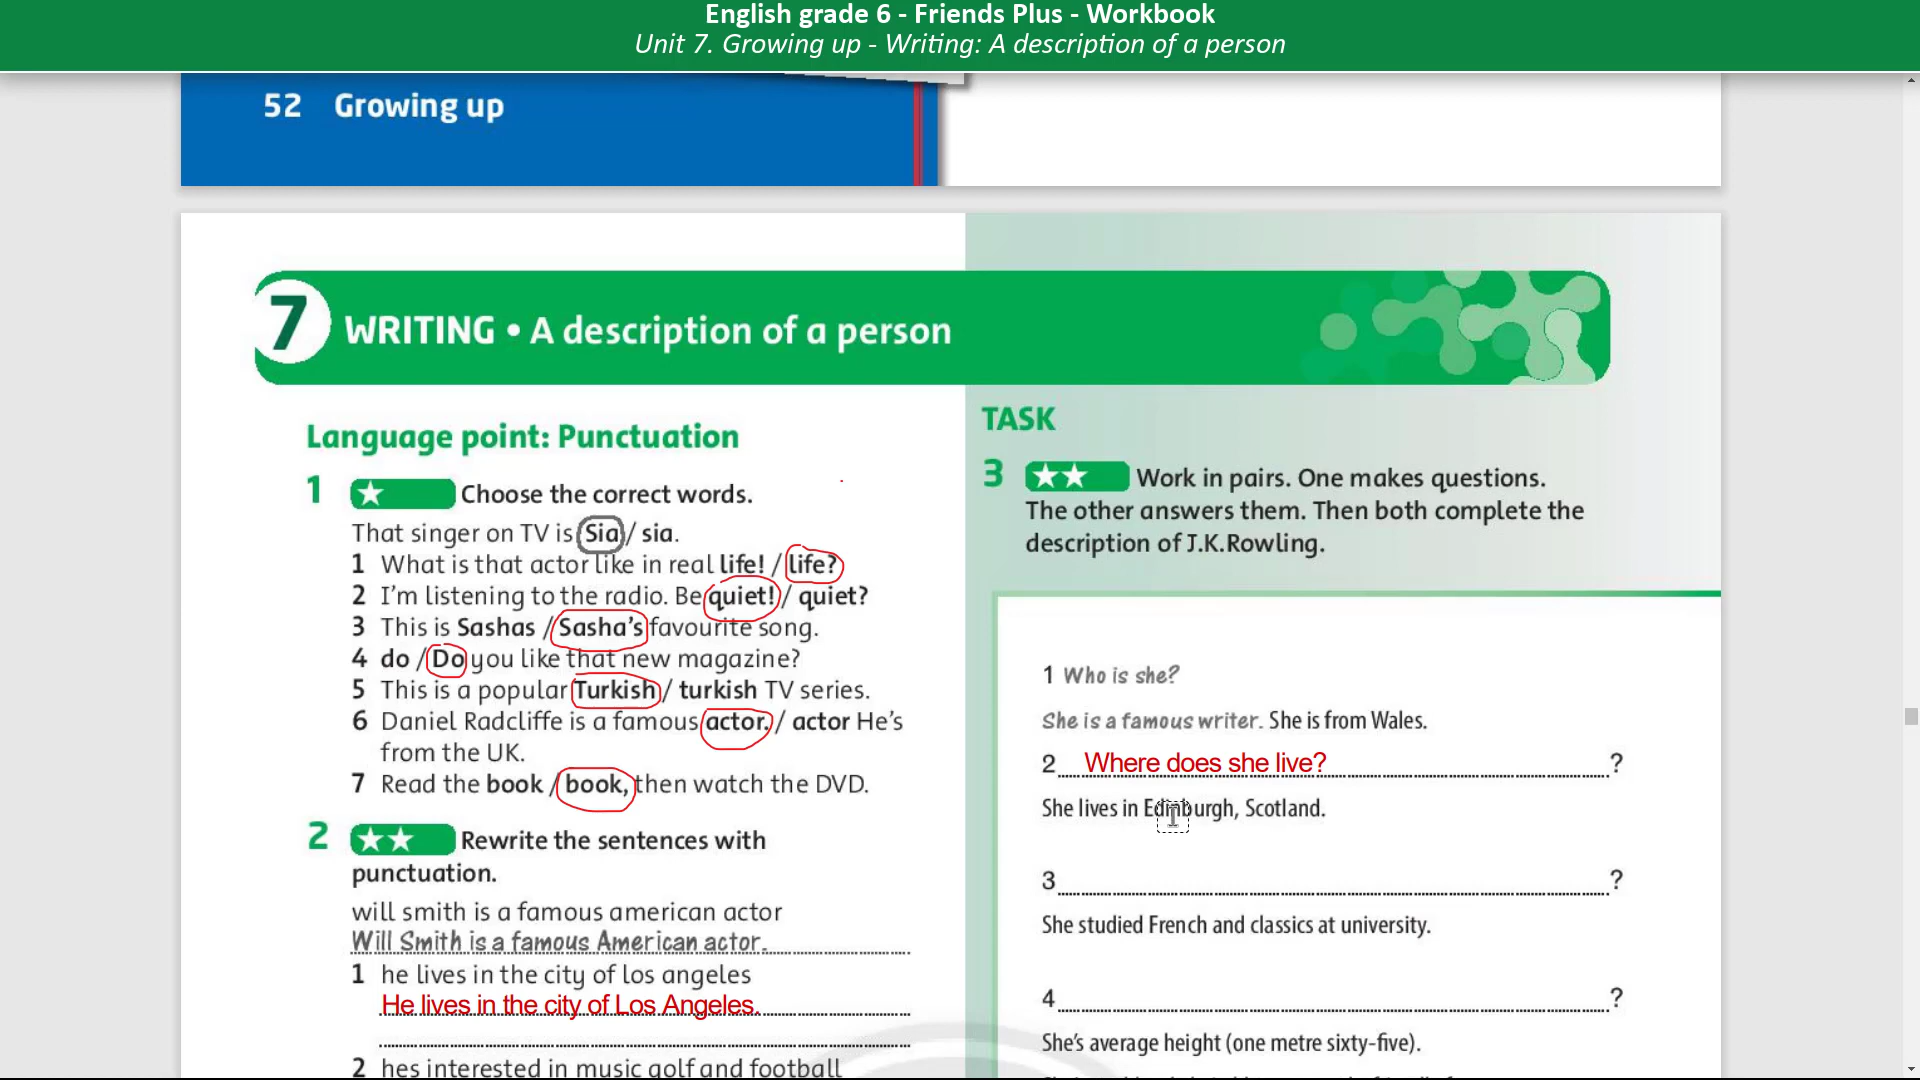 English grade 6 - Friends Plus - Workbook
Unit 7. Growing up - Writing: A description of a person
52 Growing up
7 WRITING • A description of a person
Language point: Punctuation
1 Choose the correct words.
That singer on TV is Sia / sia.
1 What is that actor like in real life! / life?
2 I'm listening to the radio. Be quiet! / quiet?
3 This is Sashas / Sasha's favourite song.
4 do / Do you like that new magazine?
5 This is a popular Turkish / turkish TV series.
6 Daniel Radcliffe is a famous actor. / actor He's
from the UK.
7 Read the book / book, then watch the DVD.
2 Rewrite the sentences with
punctuation.
will smith is a famous american actor
Will Smith is a famous American actor.
1 he lives in the city of los angeles
He lives in the city of Los Angeles.
2 hes interested in music golf and football
TASK
3 Work in pairs. One makes questions.
The other answers them. Then both complete the
description of J.K.Rowling.
1 Who is she?
She is a famous writer. She is from Wales.
2 Where does she live? ?
She lives in Edinburgh, Scotland.
3 ?
She studied French and classics at university.
4 ?
She's average height (one metre sixty-five).